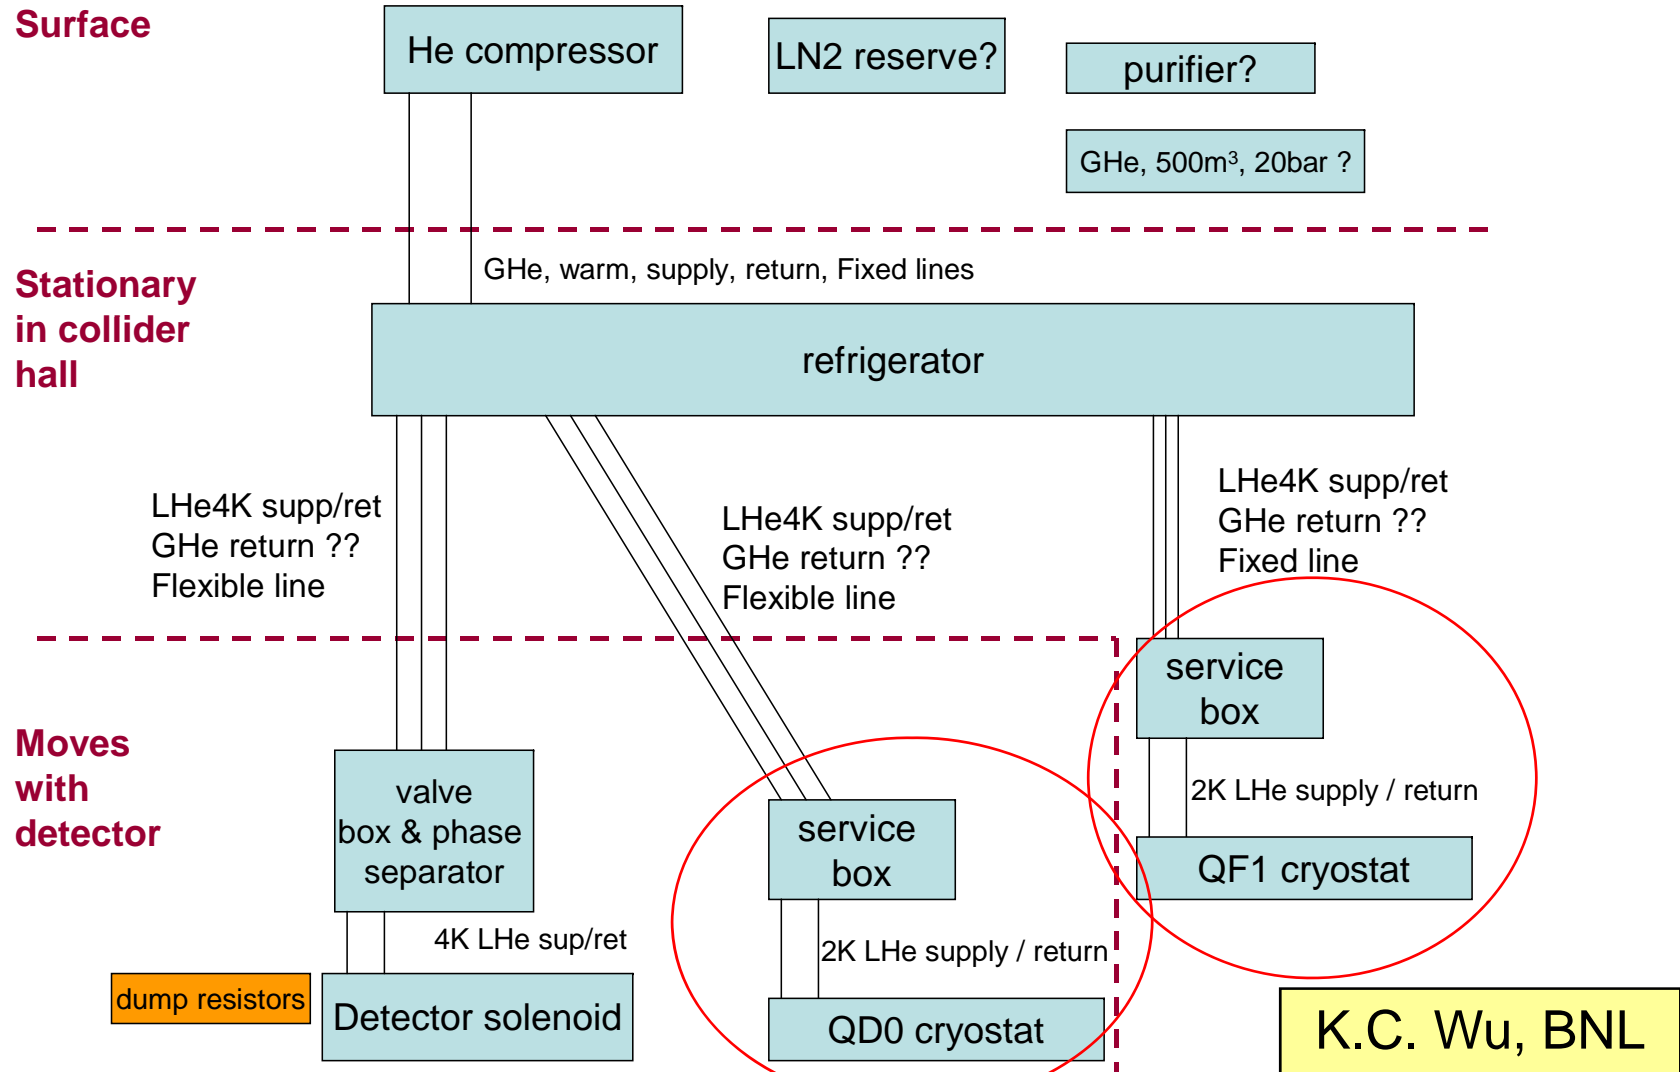 Surface
He compressor
LN2 reserve?
purifier?
GHe, 500m³, 20bar ?
Stationary
in collider
hall
GHe, warm, supply, return, Fixed lines
refrigerator
LHe4K supp/ret
GHe return ??
Flexible line
LHe4K supp/ret
GHe return ??
Flexible line
LHe4K supp/ret
GHe return ??
Fixed line
Moves
with
detector
valve
box & phase
separator
service
box
service
box
2K LHe supply / return
QF1 cryostat
4K LHe sup/ret
2K LHe supply / return
dump resistors
Detector solenoid
QD0 cryostat
K.C. Wu, BNL